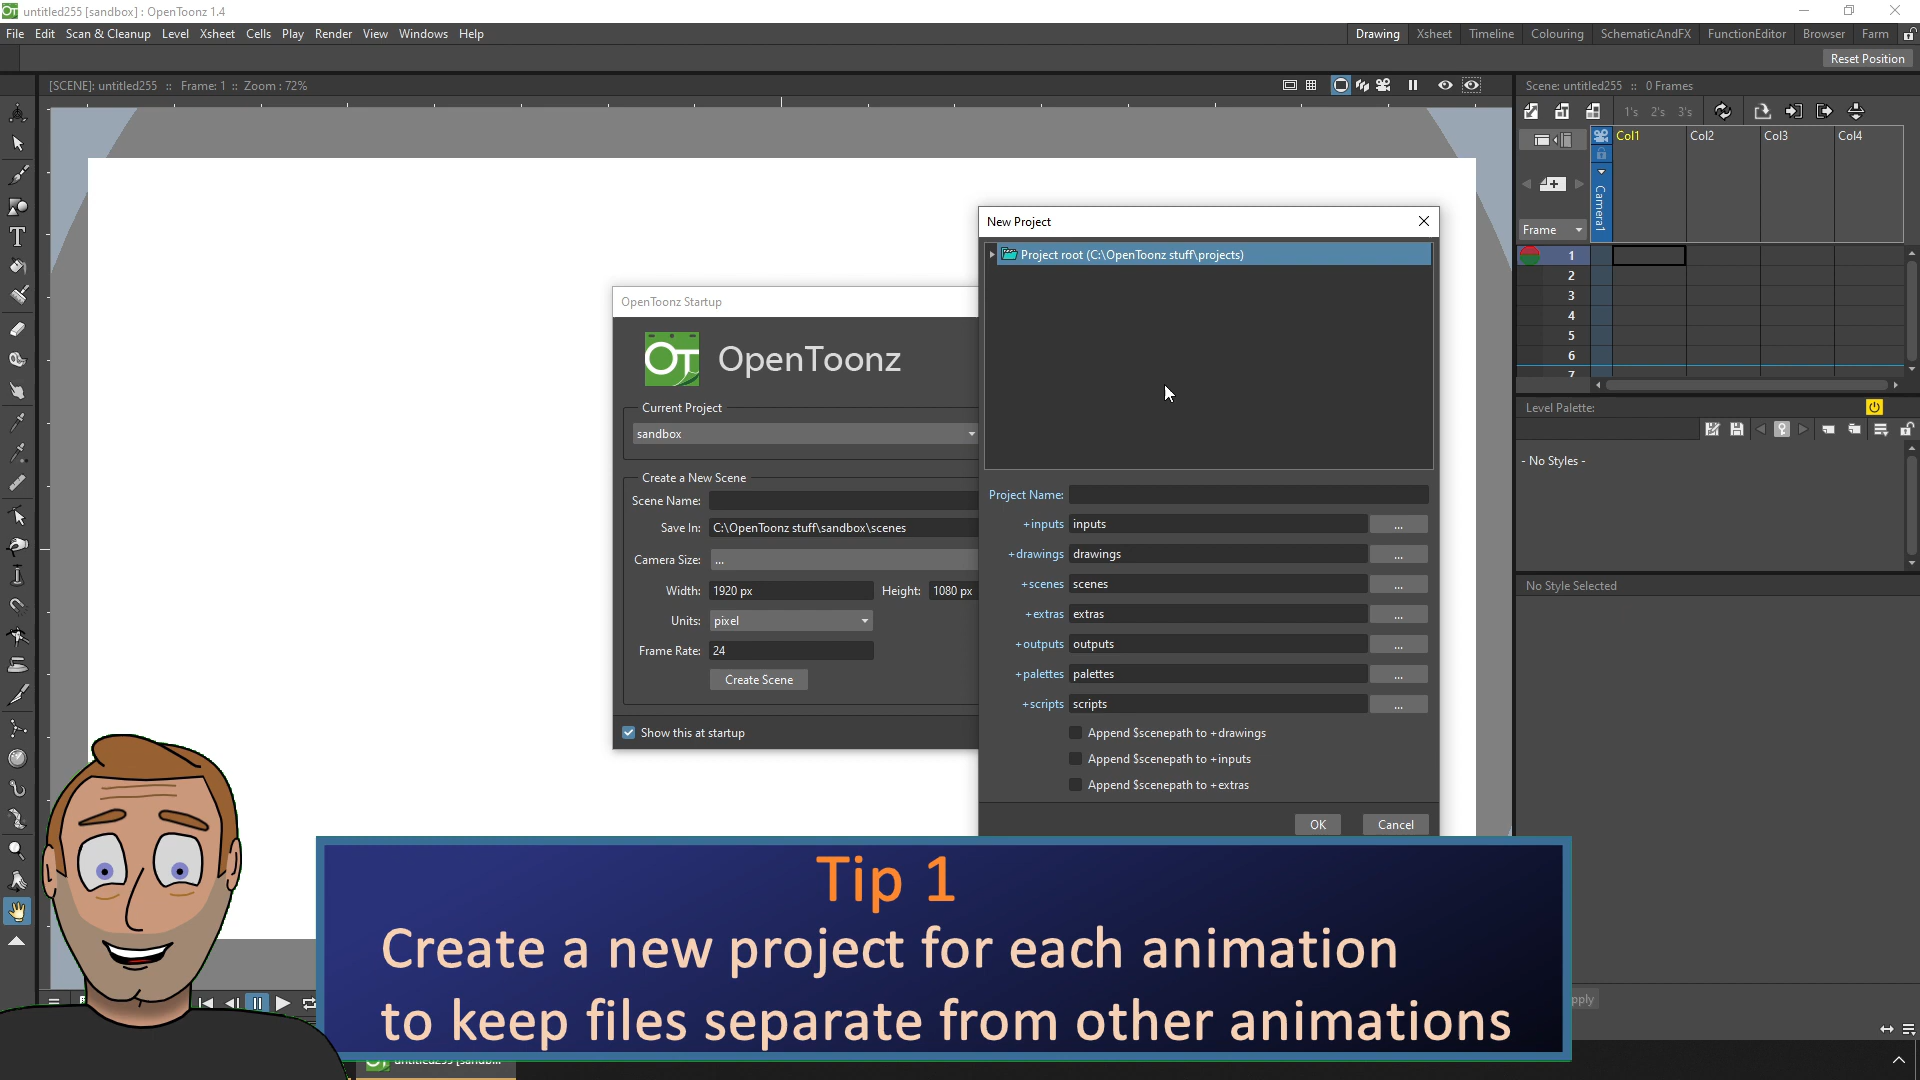 untitled255 [sandbox] : OpenToonz 1.4
File Edit Scan & Cleanup Level Xsheet Cells Play Render View Windows Help
Drawing Xsheet Timeline Colouring SchematicAndFX FunctionEditor Browser Farm
Reset Position
[SCENE]: untitled255 :: Frame: 1 :: Zoom : 72%
Scene: untitled255 :: 0 Frames
1's 2's 3's
Col1 Col2 Col3 Col4
Camera1
Frame
1
2
3
4
5
6
7
Level Palette:
- No Styles -
No Style Selected
OpenToonz Startup
OpenToonz
Current Project
sandbox
Create a New Scene
Scene Name:
Save In: C:\OpenToonz stuff\sandbox\scenes
Camera Size: ...
Width: 1920 px Height: 1080 px
Units: pixel
Frame Rate: 24
Create Scene
Show this at startup
New Project
Project root (C:\OpenToonz stuff\projects)
Project Name:
+inputs inputs ...
+drawings drawings ...
+scenes scenes ...
+extras extras ...
+outputs outputs ...
+palettes palettes ...
+scripts scripts ...
Append $scenepath to +drawings
Append $scenepath to +inputs
Append $scenepath to +extras
OK Cancel
Tip 1
Create a new project for each animation
to keep files separate from other animations